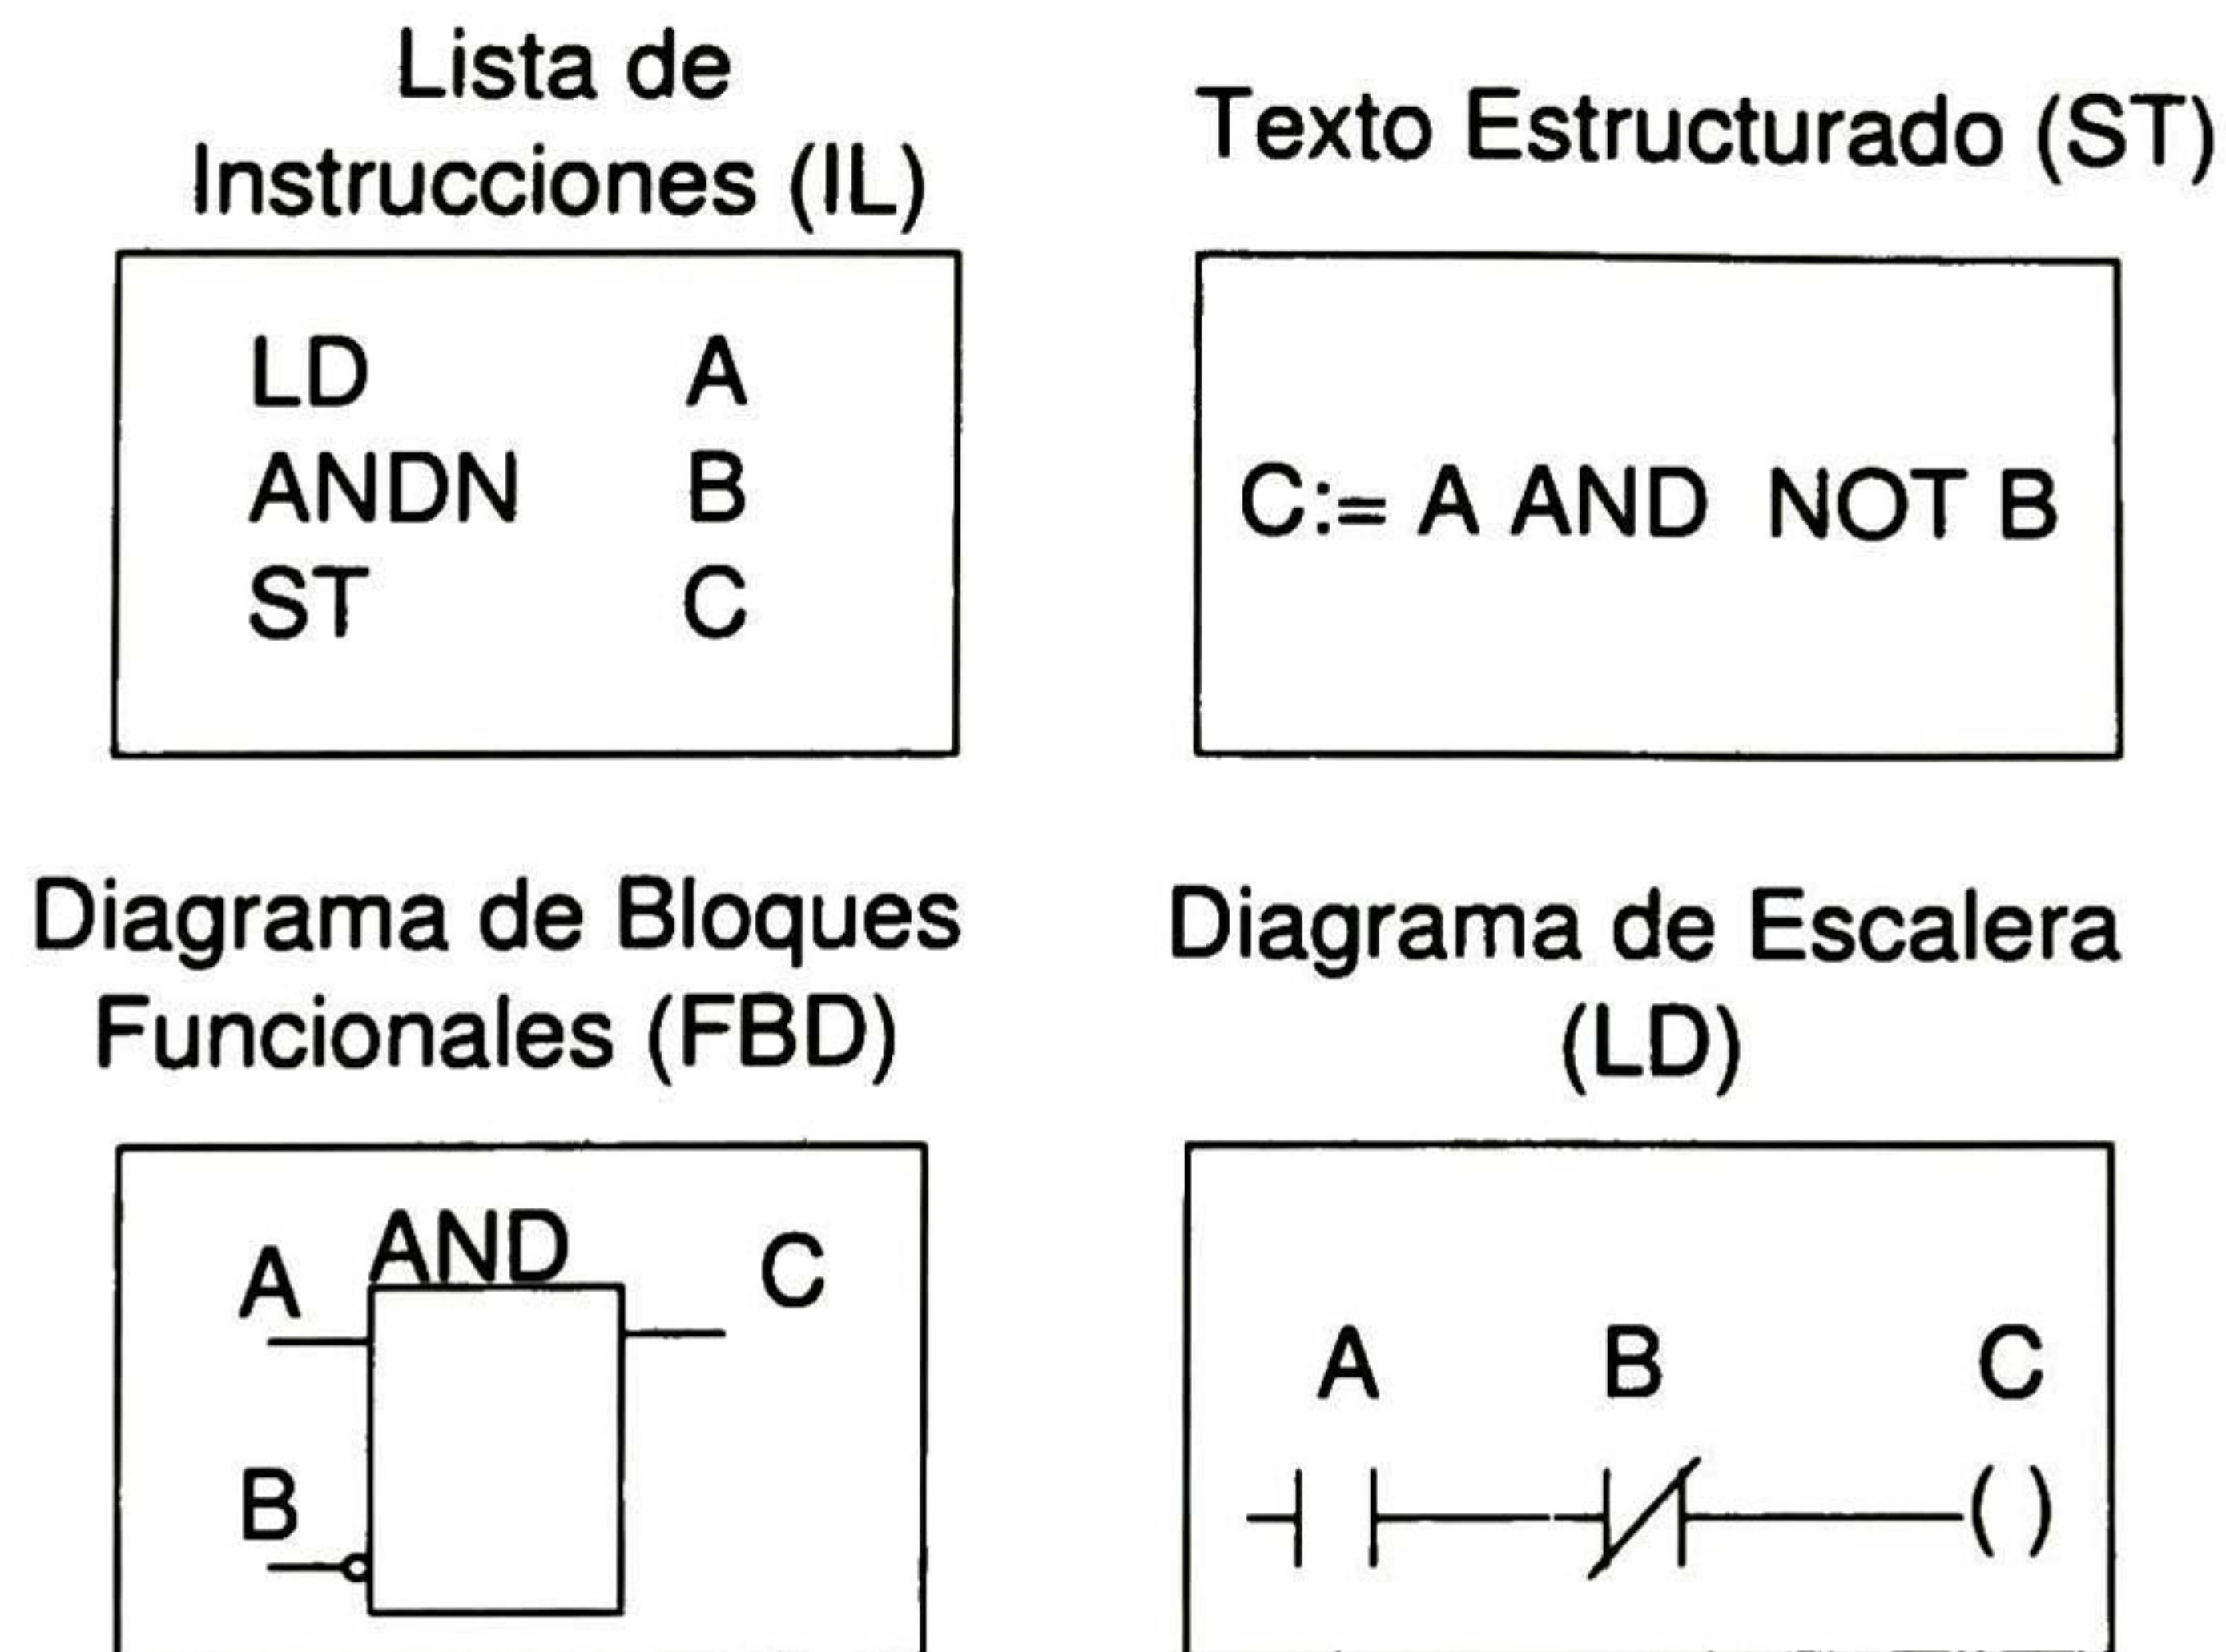 Lista de
Instrucciones (IL)
LD A
ANDN B
ST C
Texto Estructurado (ST)
C:= A AND NOT B
Diagrama de Bloques
Funcionales (FBD)
A AND C
B
Diagrama de Escalera
(LD)
A B C
( )